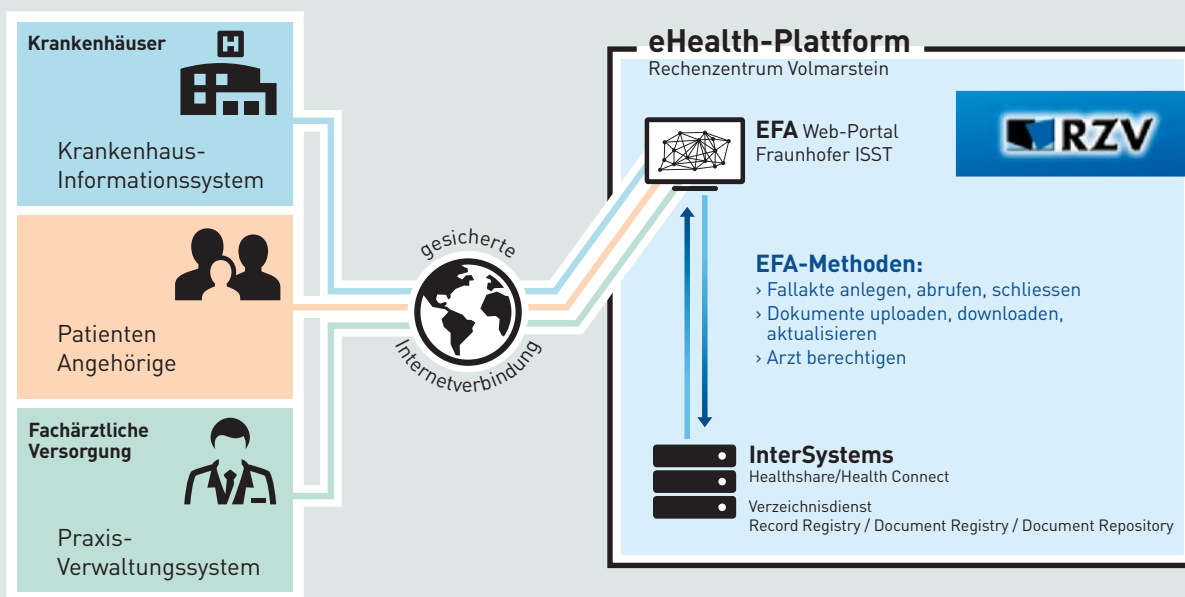 Krankenhäuser
H
Krankenhaus-
Informationssystem
Patienten
Angehörige
Fachärztliche
Versorgung
Praxis-
Verwaltungssystem
gesicherte
Internetverbindung
eHealth-Plattform
Rechenzentrum Volmarstein
EFA Web-Portal
Fraunhofer ISST
RZV
EFA-Methoden:
› Fallakte anlegen, abrufen, schliessen
› Dokumente uploaden, downloaden,
aktualisieren
› Arzt berechtigen
InterSystems
Healthshare/Health Connect
Verzeichnisdienst
Record Registry / Document Registry / Document Repository